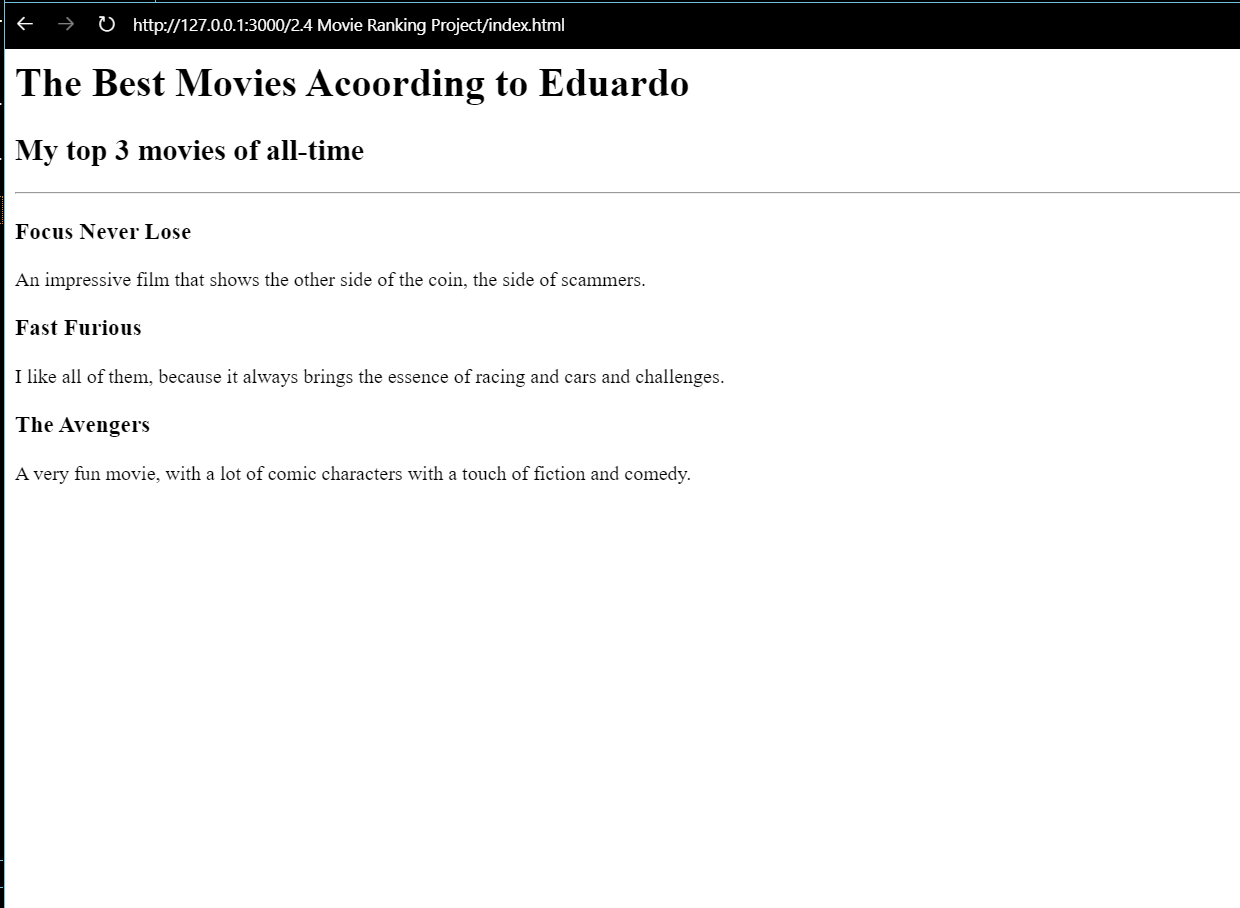 http://127.0.0.1:3000/2.4 Movie Ranking Project/index.html
The Best Movies Acoording to Eduardo
My top 3 movies of all-time
Focus Never Lose
An impressive film that shows the other side of the coin, the side of scammers.
Fast Furious
I like all of them, because it always brings the essence of racing and cars and challenges.
The Avengers
A very fun movie, with a lot of comic characters with a touch of fiction and comedy.